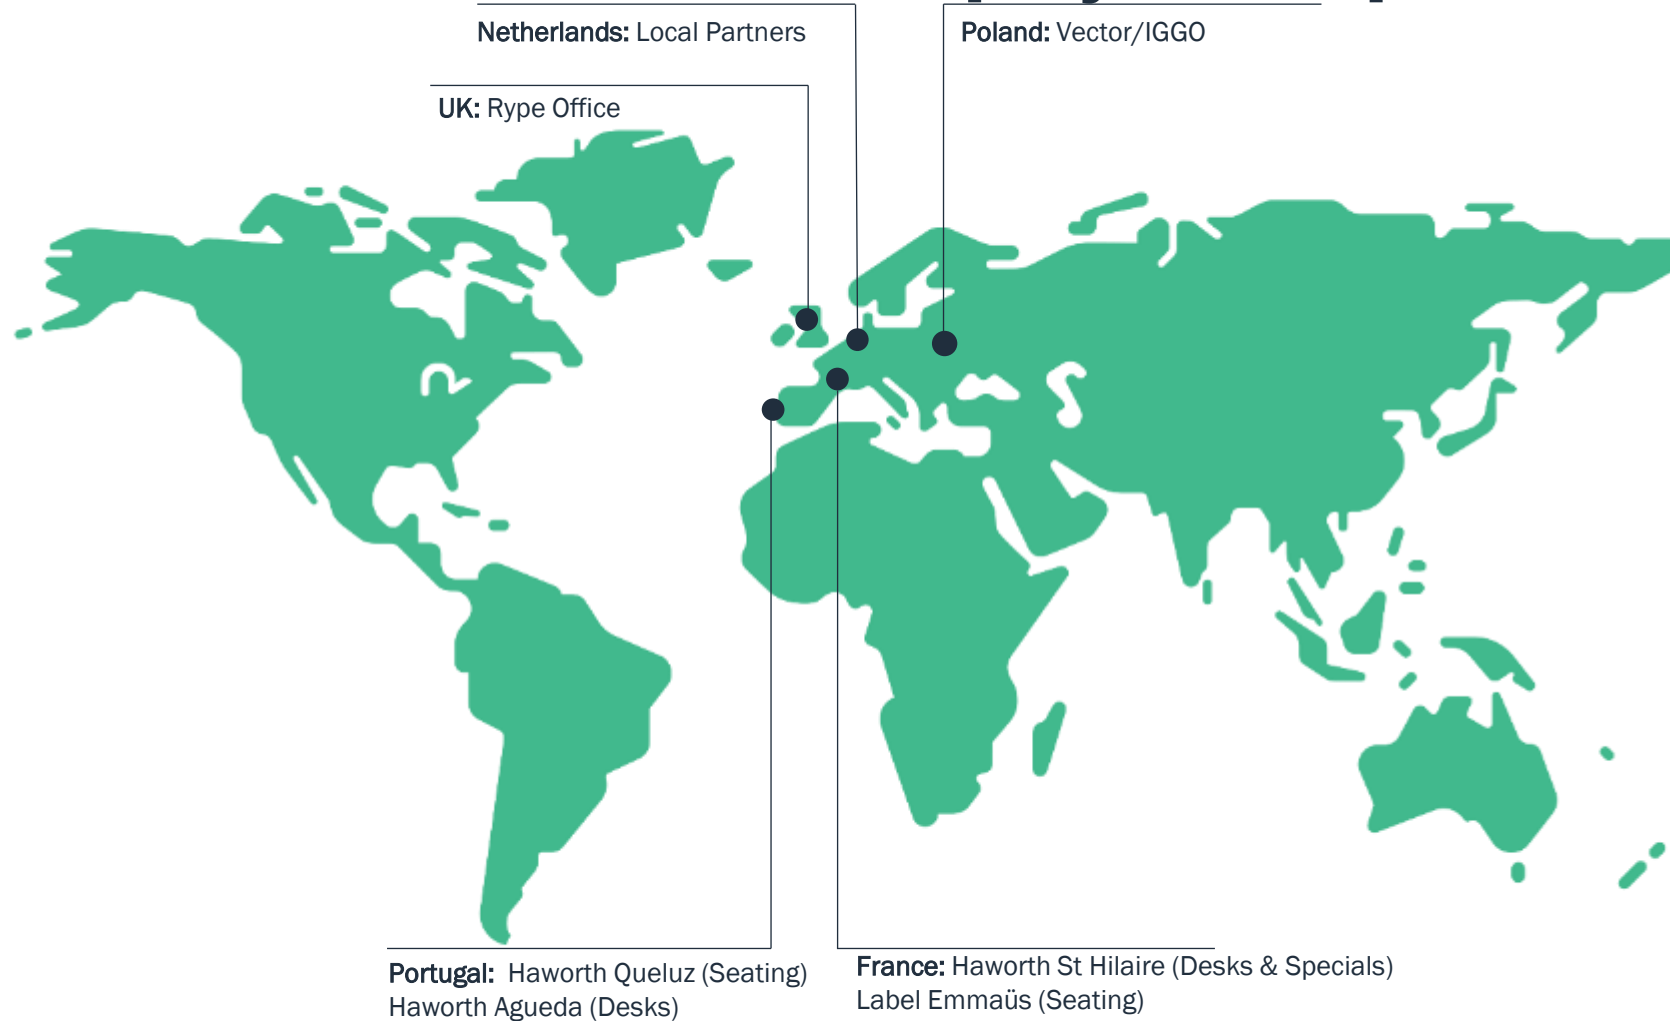 Netherlands: Local Partners
Poland: Vector/IGGO
UK: Rype Office
Portugal: Haworth Queluz (Seating)
Haworth Agueda (Desks)
France: Haworth St Hilaire (Desks & Specials)
Label Emmaüs (Seating)